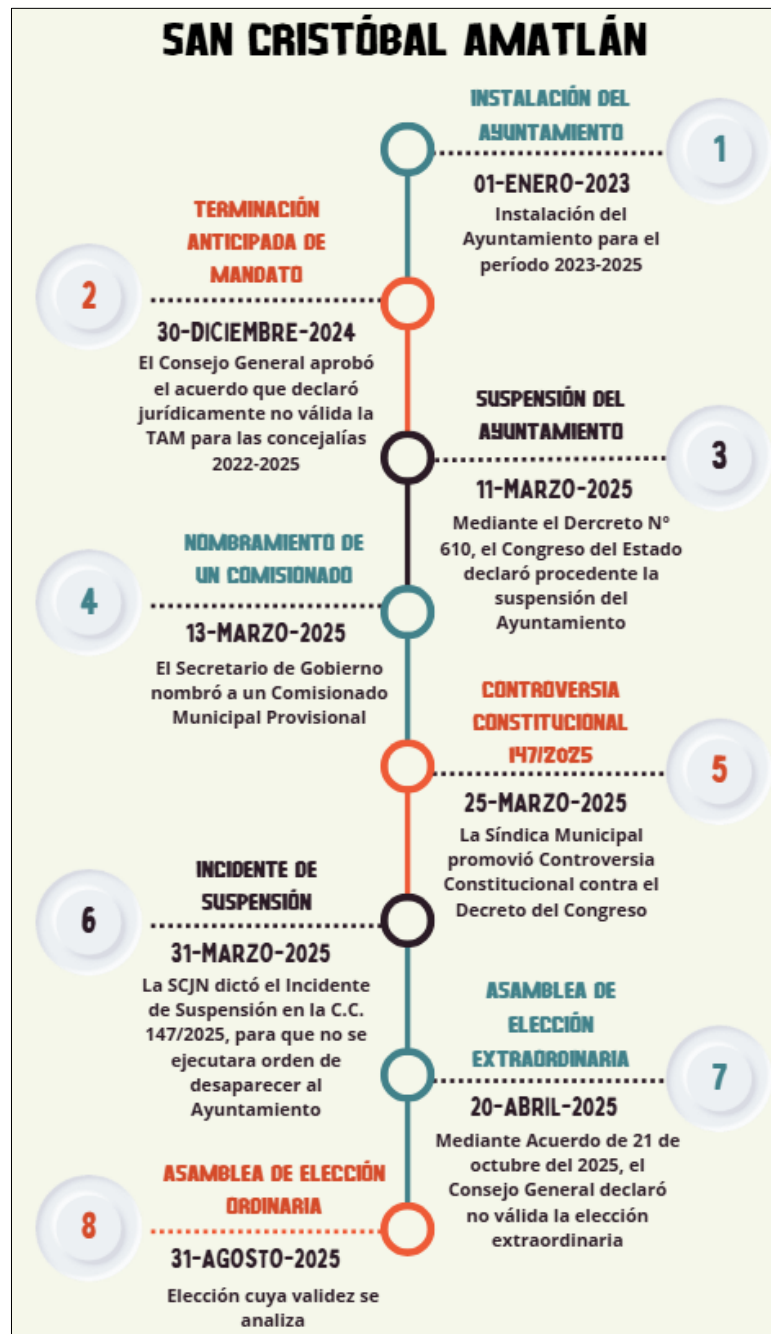 SAN CRISTÓBAL AMATLÁN
INSTALACIÓN DEL
AYUNTAMIENTO
1
01-ENERO-2023
Instalación del
Ayuntamiento para el
período 2023-2025
TERMINACIÓN
ANTICIPADA DE
MANDATO
2
30-DICIEMBRE-2024
El Consejo General aprobó
el acuerdo que declaró
jurídicamente no válida la
TAM para las concejalías
2022-2025
SUSPENSIÓN DEL
AYUNTAMIENTO
3
11-MARZO-2025
Mediante el Dercreto N°
610, el Congreso del Estado
declaró procedente la
suspensión del
Ayuntamiento
NOMBRAMIENTO DE
UN COMISIONADO
4
13-MARZO-2025
El Secretario de Gobierno
nombró a un Comisionado
Municipal Provisional
CONTROVERSIA
CONSTITUCIONAL
147/2025
5
25-MARZO-2025
La Síndica Municipal
promovió Controversia
Constitucional contra el
Decreto del Congreso
INCIDENTE DE
SUSPENSIÓN
6
31-MARZO-2025
La SCJN dictó el Incidente
de Suspensión en la C.C.
147/2025, para que no se
ejecutara orden de
desaparecer al
Ayuntamiento
ASAMBLEA DE
ELECCIÓN
EXTRAORDINARIA
7
20-ABRIL-2025
Mediante Acuerdo de 21 de
octubre del 2025, el
Consejo General declaró
no válida la elección
extraordinaria
ASAMBLEA DE ELECCIÓN
ORDINARIA
8
31-AGOSTO-2025
Elección cuya validez se
analiza